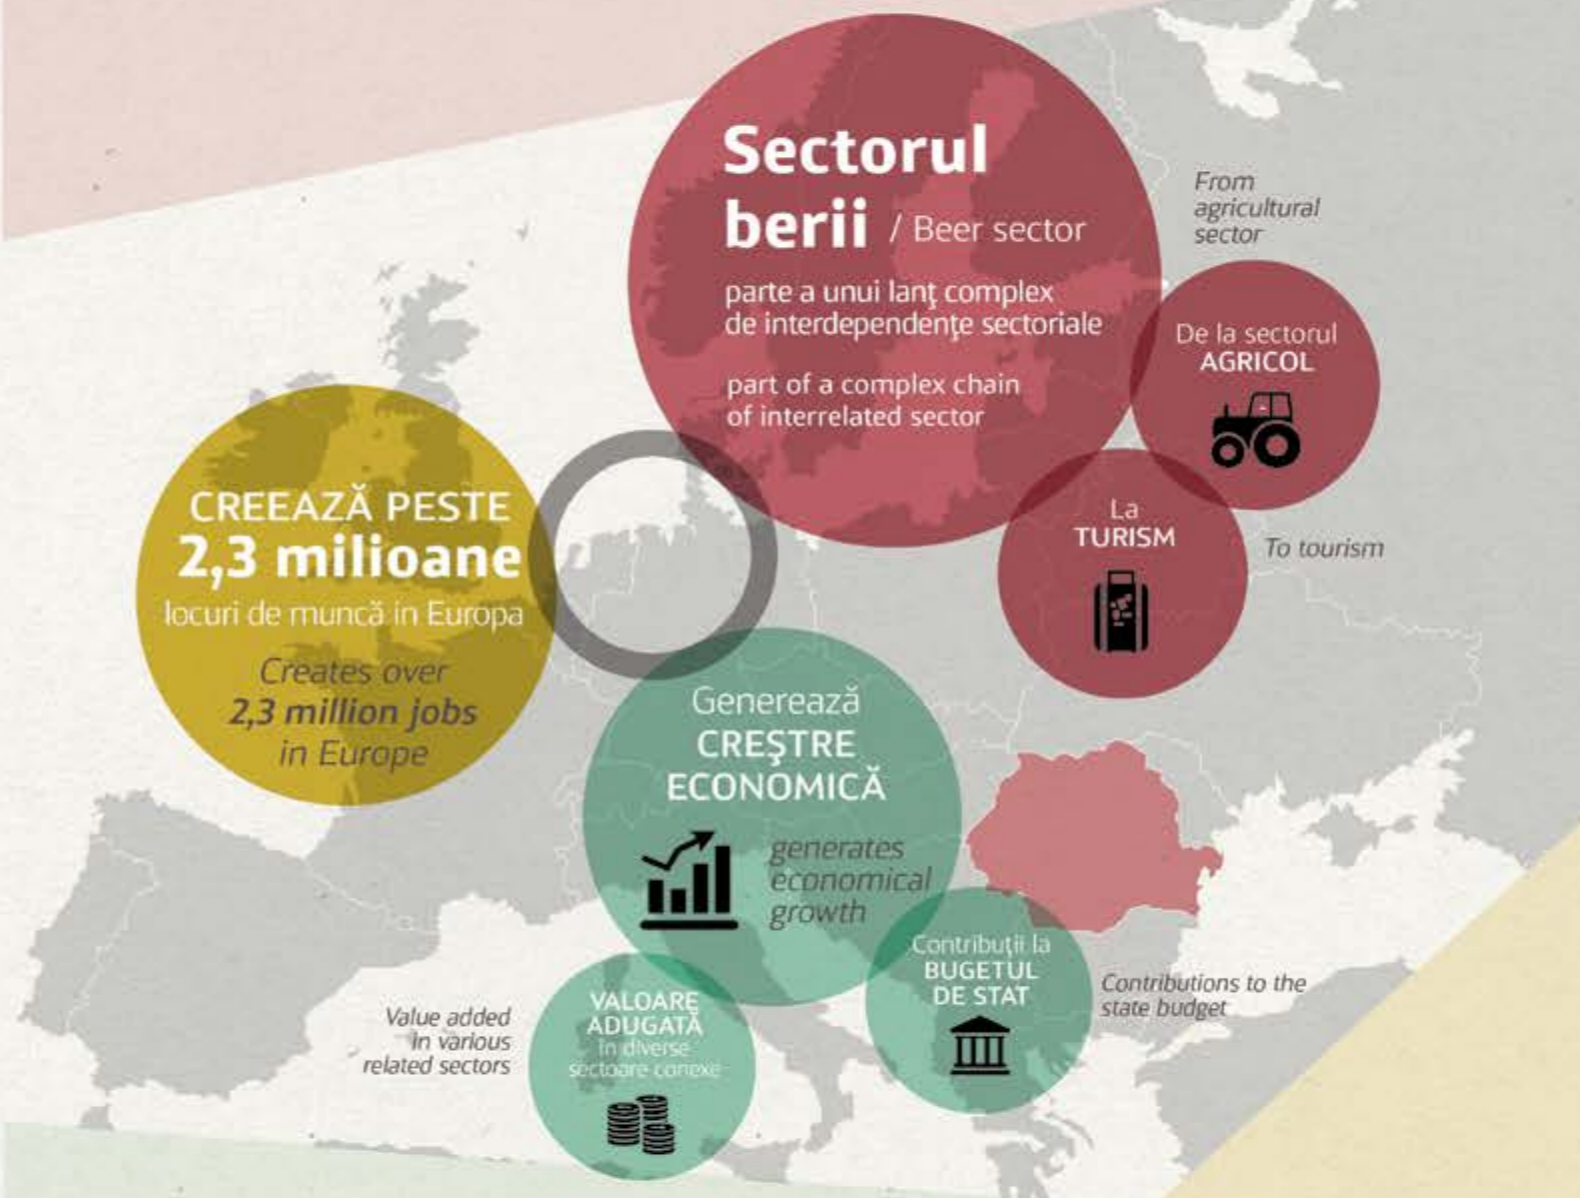 Sectorul
berii / Beer sector
parte a unui lanţ complex
de interdependenţe sectoriale
part of a complex chain
of interrelated sector
From
agricultural
sector
De la sectorul
AGRICOL
La
TURISM
To tourism
CREEAZĂ PESTE
2,3 milioane
locuri de muncă in Europa
Creates over
2,3 million jobs
in Europe
Generează
CREŞTRE
ECONOMICĂ
generates
economical
growth
Contribuţii la
BUGETUL
DE STAT
Contributions to the
state budget
VALOARE
ADUGATĂ
în diverse
sectoare conexe
Value added
in various
related sectors